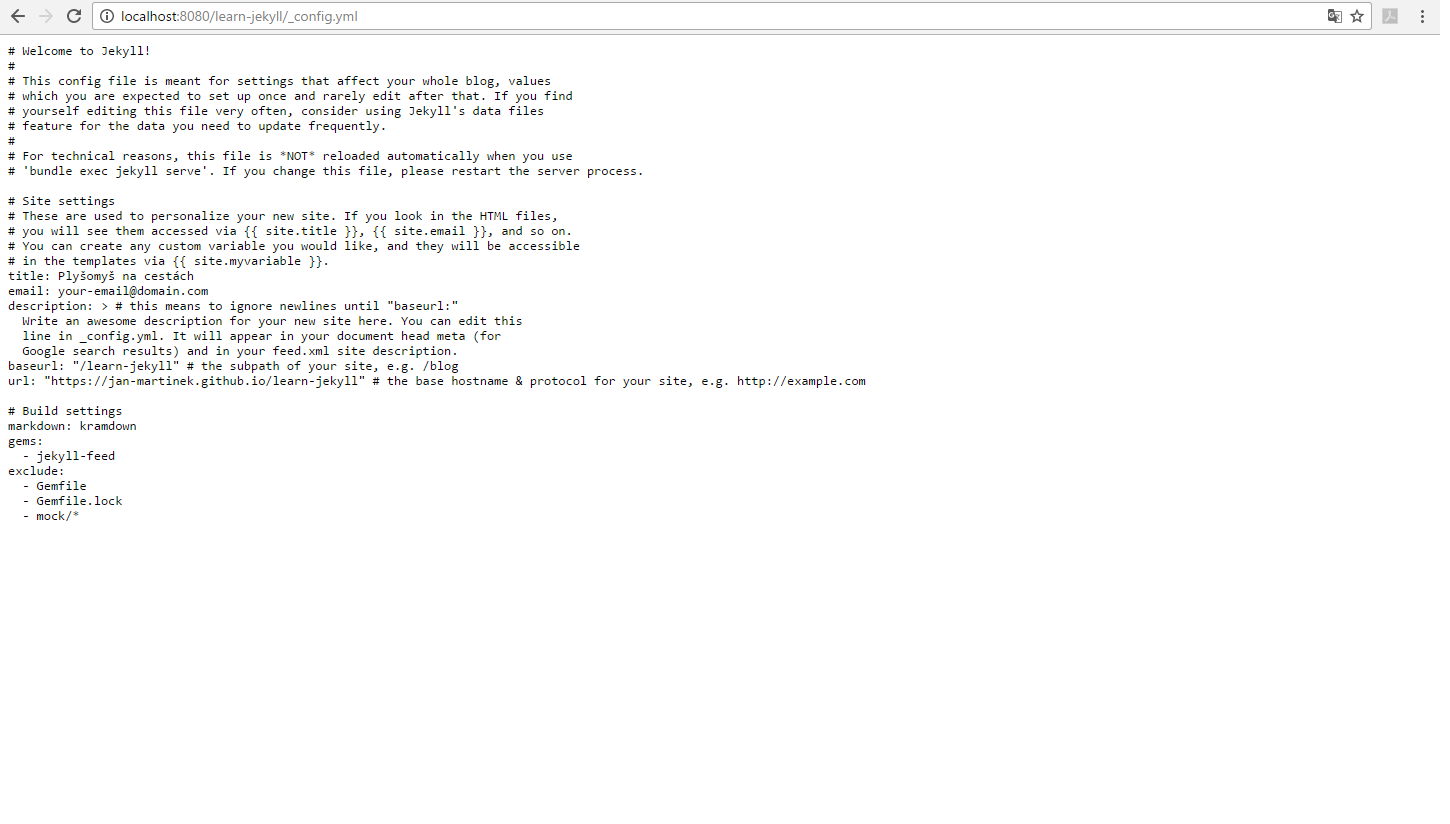 localhost:8080/learn-jekyll/_config.yml
# Welcome to Jekyll!
#
# This config file is meant for settings that affect your whole blog, values
# which you are expected to set up once and rarely edit after that. If you find
# yourself editing this file very often, consider using Jekyll's data files
# feature for the data you need to update frequently.
#
# For technical reasons, this file is *NOT* reloaded automatically when you use
# 'bundle exec jekyll serve'. If you change this file, please restart the server process.

# Site settings
# These are used to personalize your new site. If you look in the HTML files,
# you will see them accessed via {{ site.title }}, {{ site.email }}, and so on.
# You can create any custom variable you would like, and they will be accessible
# in the templates via {{ site.myvariable }}.
title: Plyšomyš na cestách
email: your-email@domain.com
description: > # this means to ignore newlines until "baseurl:"
  Write an awesome description for your new site here. You can edit this
  line in _config.yml. It will appear in your document head meta (for
  Google search results) and in your feed.xml site description.
baseurl: "/learn-jekyll" # the subpath of your site, e.g. /blog
url: "https://jan-martinek.github.io/learn-jekyll" # the base hostname & protocol for your site, e.g. http://example.com

# Build settings
markdown: kramdown
gems:
  - jekyll-feed
exclude:
  - Gemfile
  - Gemfile.lock
  - mock/*